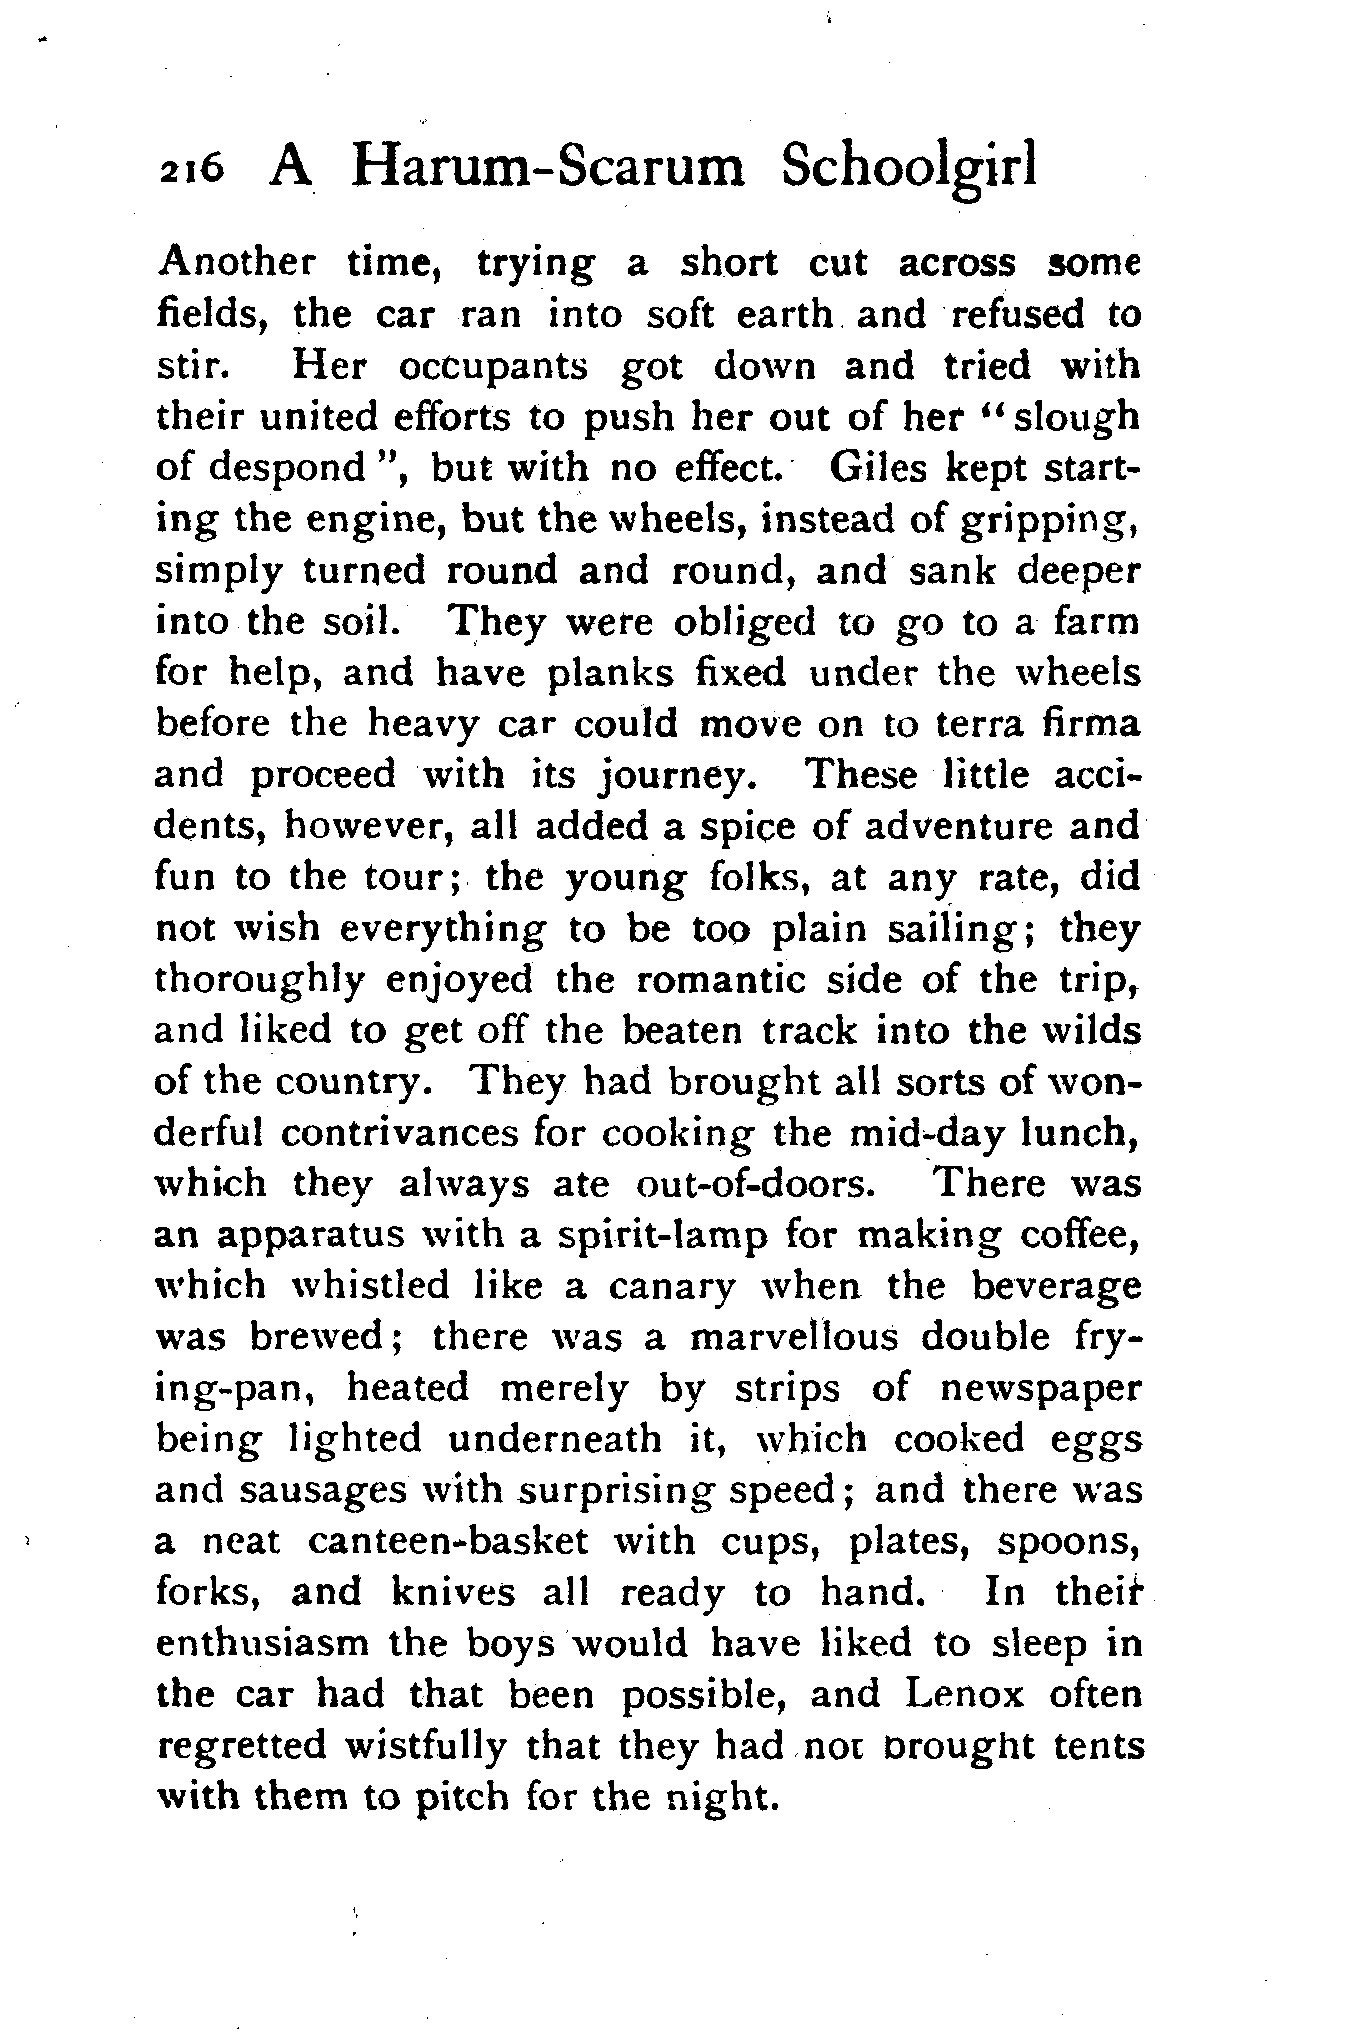 216 A Harum-Scarum Schoolgirl
Another time, trying a short cut across some
fields, the car ran into soft earth and refused to
stir. Her occupants got down and tried with
their united efforts to push her out of her “slough
of despond”, but with no effect. Giles kept start-
ing the engine, but the wheels, instead of gripping,
simply turned round and round, and sank deeper
into the soil. They were obliged to go to a farm
for help, and have planks fixed under the wheels
before the heavy car could move on to terra firma
and proceed with its journey. These little acci-
dents, however, all added a spice of adventure and
fun to the tour; the young folks, at any rate, did
not wish everything to be too plain sailing; they
thoroughly enjoyed the romantic side of the trip,
and liked to get off the beaten track into the wilds
of the country. They had brought all sorts of won-
derful contrivances for cooking the mid-day lunch,
which they always ate out-of-doors. There was
an apparatus with a spirit-lamp for making coffee,
which whistled like a canary when the beverage
was brewed; there was a marvellous double fry-
ing-pan, heated merely by strips of newspaper
being lighted underneath it, which cooked eggs
and sausages with surprising speed; and there was
a neat canteen-basket with cups, plates, spoons,
forks, and knives all ready to hand. In their
enthusiasm the boys would have liked to sleep in
the car had that been possible, and Lenox often
regretted wistfully that they had not brought tents
with them to pitch for the night.